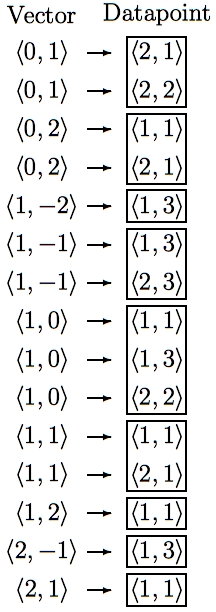 Vector Datapoint
⟨0, 1⟩ → ⟨2, 1⟩
⟨0, 1⟩ → ⟨2, 2⟩
⟨0, 2⟩ → ⟨1, 1⟩
⟨0, 2⟩ → ⟨2, 1⟩
⟨1, −2⟩ → ⟨1, 3⟩
⟨1, −1⟩ → ⟨1, 3⟩
⟨1, −1⟩ → ⟨2, 3⟩
⟨1, 0⟩ → ⟨1, 1⟩
⟨1, 0⟩ → ⟨1, 3⟩
⟨1, 0⟩ → ⟨2, 2⟩
⟨1, 1⟩ → ⟨1, 1⟩
⟨1, 1⟩ → ⟨2, 1⟩
⟨1, 2⟩ → ⟨1, 1⟩
⟨2, −1⟩ → ⟨1, 3⟩
⟨2, 1⟩ → ⟨1, 1⟩